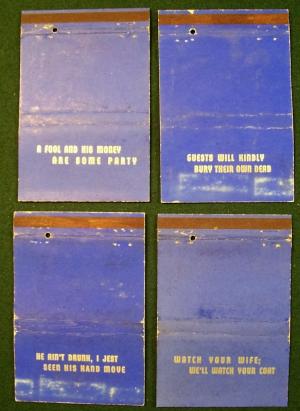 A FOOL AND HIS MONEY
ARE SOME PARTY
GUESTS WILL KINDLY
BURY THEIR OWN DEAD
HE AIN'T DRUNK, I JEST
SEEN HIS HAND MOVE
WATCH YOUR WIFE;
WE'LL WATCH YOUR COAT